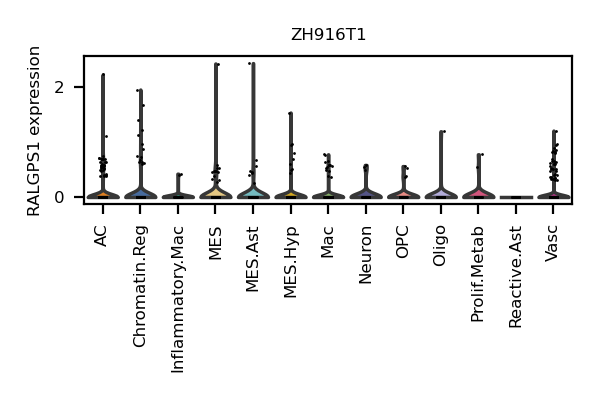 ZH916T1
RALGPS1 expression
2
0
AC
Chromatin.Reg
Inflammatory.Mac
MES
MES.Ast
MES.Hyp
Mac
Neuron
OPC
Oligo
Prolif.Metab
Reactive.Ast
Vasc